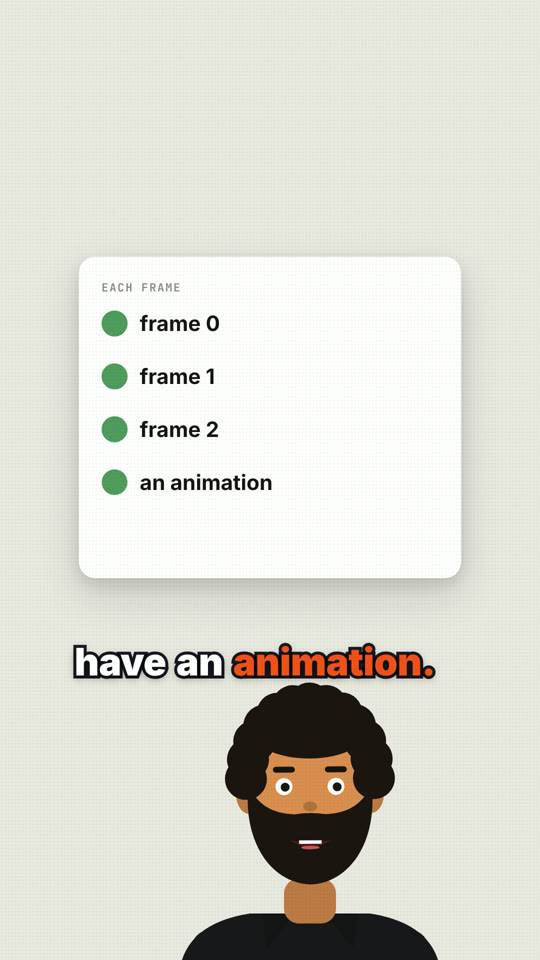 EACH FRAME
frame 0
frame 1
frame 2
an animation
have an animation.